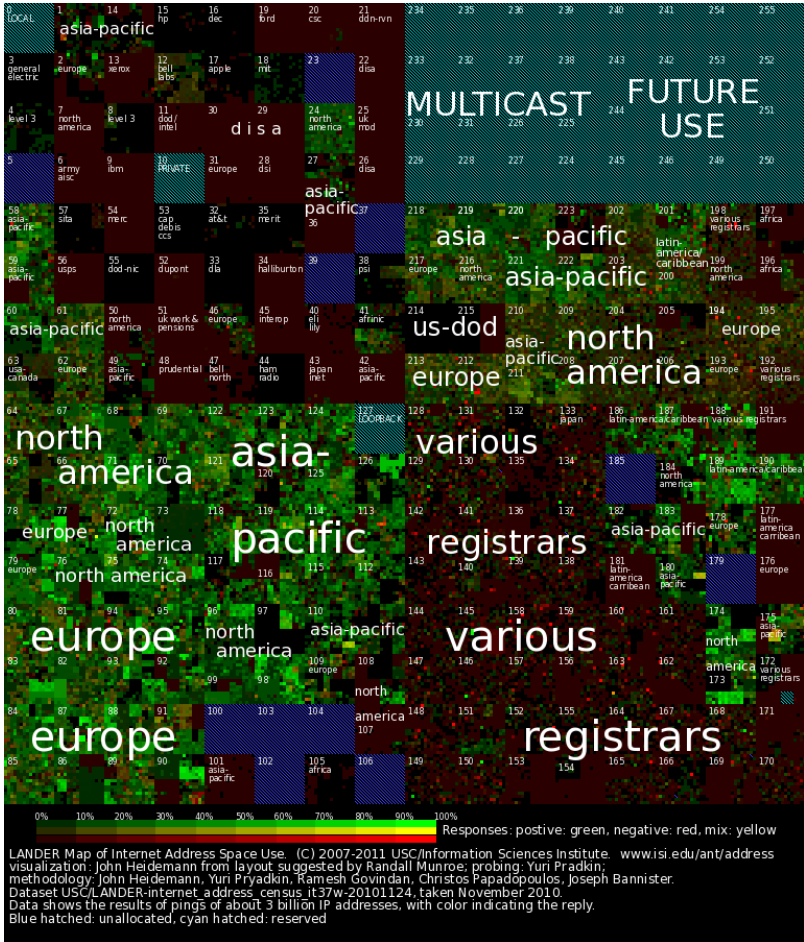 0 1 14 15 16 19 20 21 234 235 236 239 240 241 254 255
LOCAL asia-pacific hp dec ford csc ddn-rvn
3 2 13 12 17 18 23 22 233 232 237 238 243 242 253 252
general europe xerox bell apple mit disa
electric labs
MULTICAST FUTURE
USE
4 7 8 11 30 29 24 25 230 231 226 225 244 251
level 3 north level 3 dod/ d i s a north uk
america intel america mod
5 6 9 10 31 28 27 26 229 228 227 224 245 246 249 250
army ibm PRIVATE europe dsi disa
aisc
asia-
pacific
36
58 57 54 53 32 35 37 218 219 220 223 202 201 198 197
asia- sita merc cap at&t merit various africa
pacific debis registrars
ccs
asia - pacific
latin-
america/
caribbean
200
59 56 55 52 33 34 39 38 217 216 221 222 203 199 196
asia- usps dod-nic dupont dla halliburton psi europe north asia-pacific north africa
pacific america america
60 61 50 51 46 45 40 41 214 215 210 209 204 205 194 195
asia-pacific north uk work & europe interop eli afrinic us-dod north europe
america pensions lily
asia-
pacific
211
america
63 62 49 48 47 44 43 42 213 212 208 207 206 193 192
usa- europe asia- prudential bell ham japan asia- europe europe various
canada pacific north radio inet pacific registrars
64 67 68 69 122 123 124 127 128 131 132 133 186 187 188 191
LOOPBACK japan latin-america/caribbean various registrars
north asia- various
america
65 66 71 70 121 120 125 126 129 130 135 134 185 184 189 190
north latin-america/caribbean
america
78 77 72 73 118 119 114 113 142 141 136 137 182 183 178 177
europe north pacific registrars asia-pacific europe latin-
america america
carribean
79 76 75 74 117 116 115 112 143 140 139 138 181 180 179 176
europe north america latin- asia- europe
america pacific
carribean
80 81 94 95 96 97 110 111 144 145 158 159 160 161 174 175
europe north asia-pacific various asia-
america pacific
north
america
83 82 93 92 99 98 109 108 147 146 157 156 163 162 173 172
europe various
registrars
north
america
107
84 87 88 91 100 103 104 148 151 152 155 164 167 168 171
europe registrars
85 86 89 90 101 102 105 106 149 150 153 154 165 166 169 170
asia- africa
pacific
0% 10% 20% 30% 40% 50% 60% 70% 80% 90% 100%
Responses: postive: green, negative: red, mix: yellow
LANDER Map of Internet Address Space Use. (C) 2007-2011 USC/Information Sciences Institute. www.isi.edu/ant/address
visualization: John Heidemann from layout suggested by Randall Munroe; probing: Yuri Pradkin;
methodology: John Heidemann, Yuri Pryadkin, Ramesh Govindan, Christos Papadopoulos, Joseph Bannister.
Dataset USC/LANDER-internet_address_census_it37w-20101124, taken November 2010.
Data shows the results of pings of about 3 billion IP addresses, with color indicating the reply.
Blue hatched: unallocated, cyan hatched: reserved